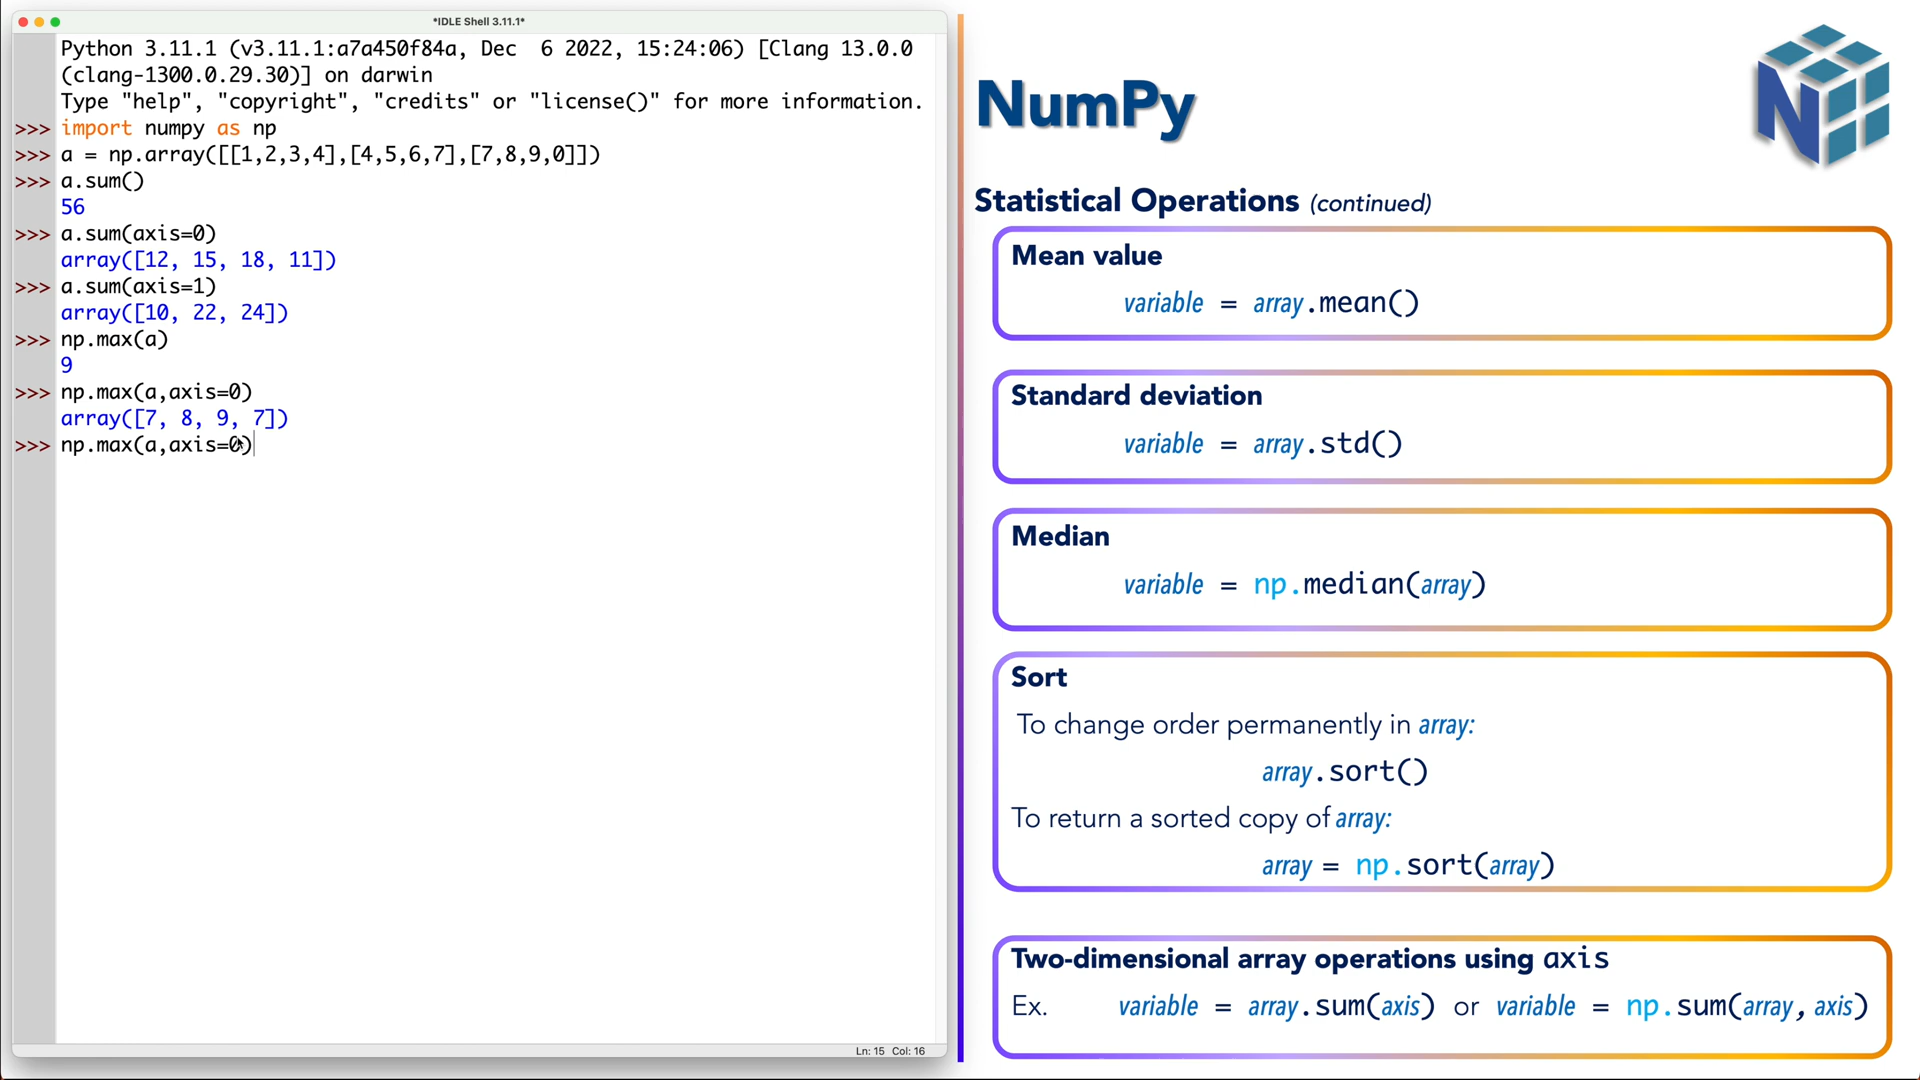 *IDLE Shell 3.11.1*
Python 3.11.1 (v3.11.1:a7a450f84a, Dec  6 2022, 15:24:06) [Clang 13.0.0
(clang-1300.0.29.30)] on darwin
Type "help", "copyright", "credits" or "license()" for more information.
>>> import numpy as np
>>> a = np.array([[1,2,3,4],[4,5,6,7],[7,8,9,0]])
>>> a.sum()
56
>>> a.sum(axis=0)
array([12, 15, 18, 11])
>>> a.sum(axis=1)
array([10, 22, 24])
>>> np.max(a)
9
>>> np.max(a,axis=0)
array([7, 8, 9, 7])
>>> np.max(a,axis=0)
Ln: 15 Col: 16
NumPy
Statistical Operations (continued)
Mean value
variable = array.mean()
Standard deviation
variable = array.std()
Median
variable = np.median(array)
Sort
To change order permanently in array:
array.sort()
To return a sorted copy of array:
array = np.sort(array)
Two-dimensional array operations using axis
Ex. variable = array.sum(axis) or variable = np.sum(array,axis)